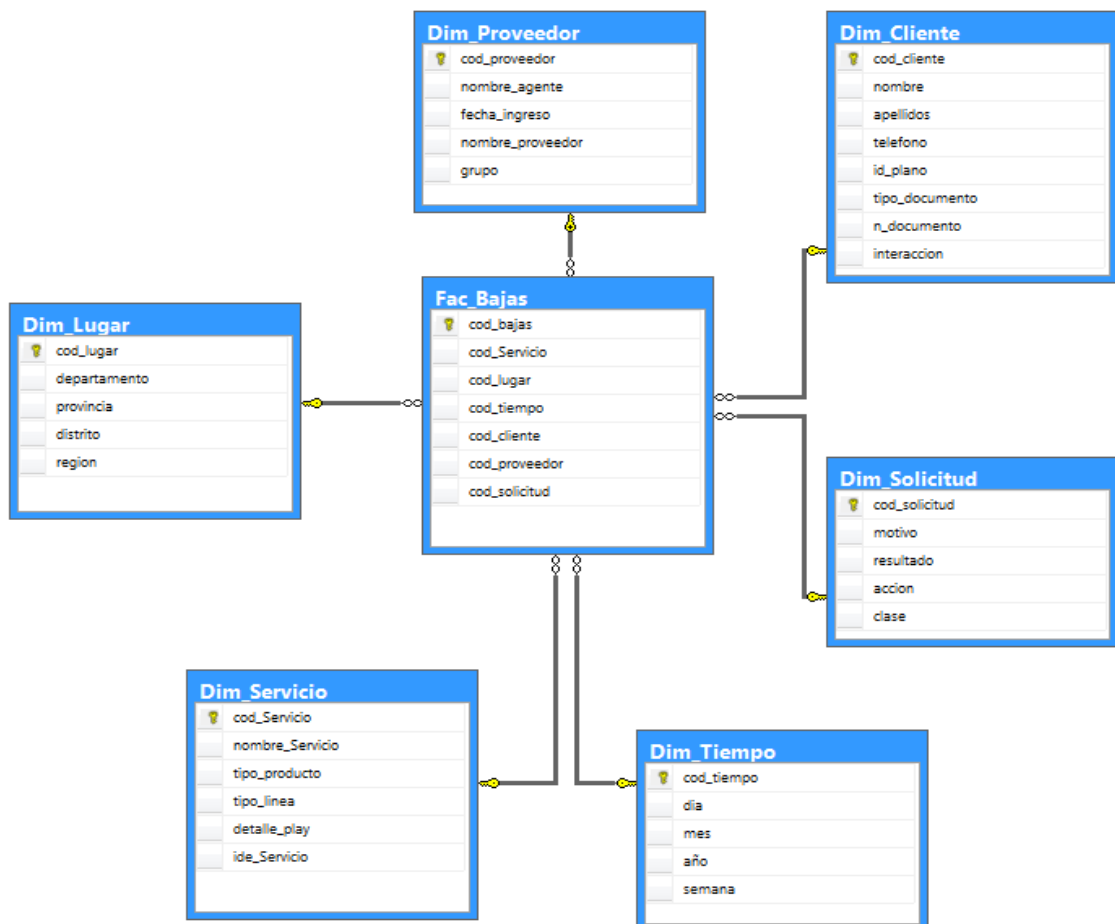 Dim_Proveedor
cod_proveedor
nombre_agente
fecha_ingreso
nombre_proveedor
grupo
Dim_Cliente
cod_cliente
nombre
apellidos
telefono
id_plano
tipo_documento
n_documento
interaccion
Fac_Bajas
cod_bajas
cod_Servicio
cod_lugar
cod_tiempo
cod_cliente
cod_proveedor
cod_solicitud
Dim_Lugar
cod_lugar
departamento
provincia
distrito
region
Dim_Solicitud
cod_solicitud
motivo
resultado
accion
clase
Dim_Servicio
cod_Servicio
nombre_Servicio
tipo_producto
tipo_linea
detalle_play
ide_Servicio
Dim_Tiempo
cod_tiempo
dia
mes
año
semana